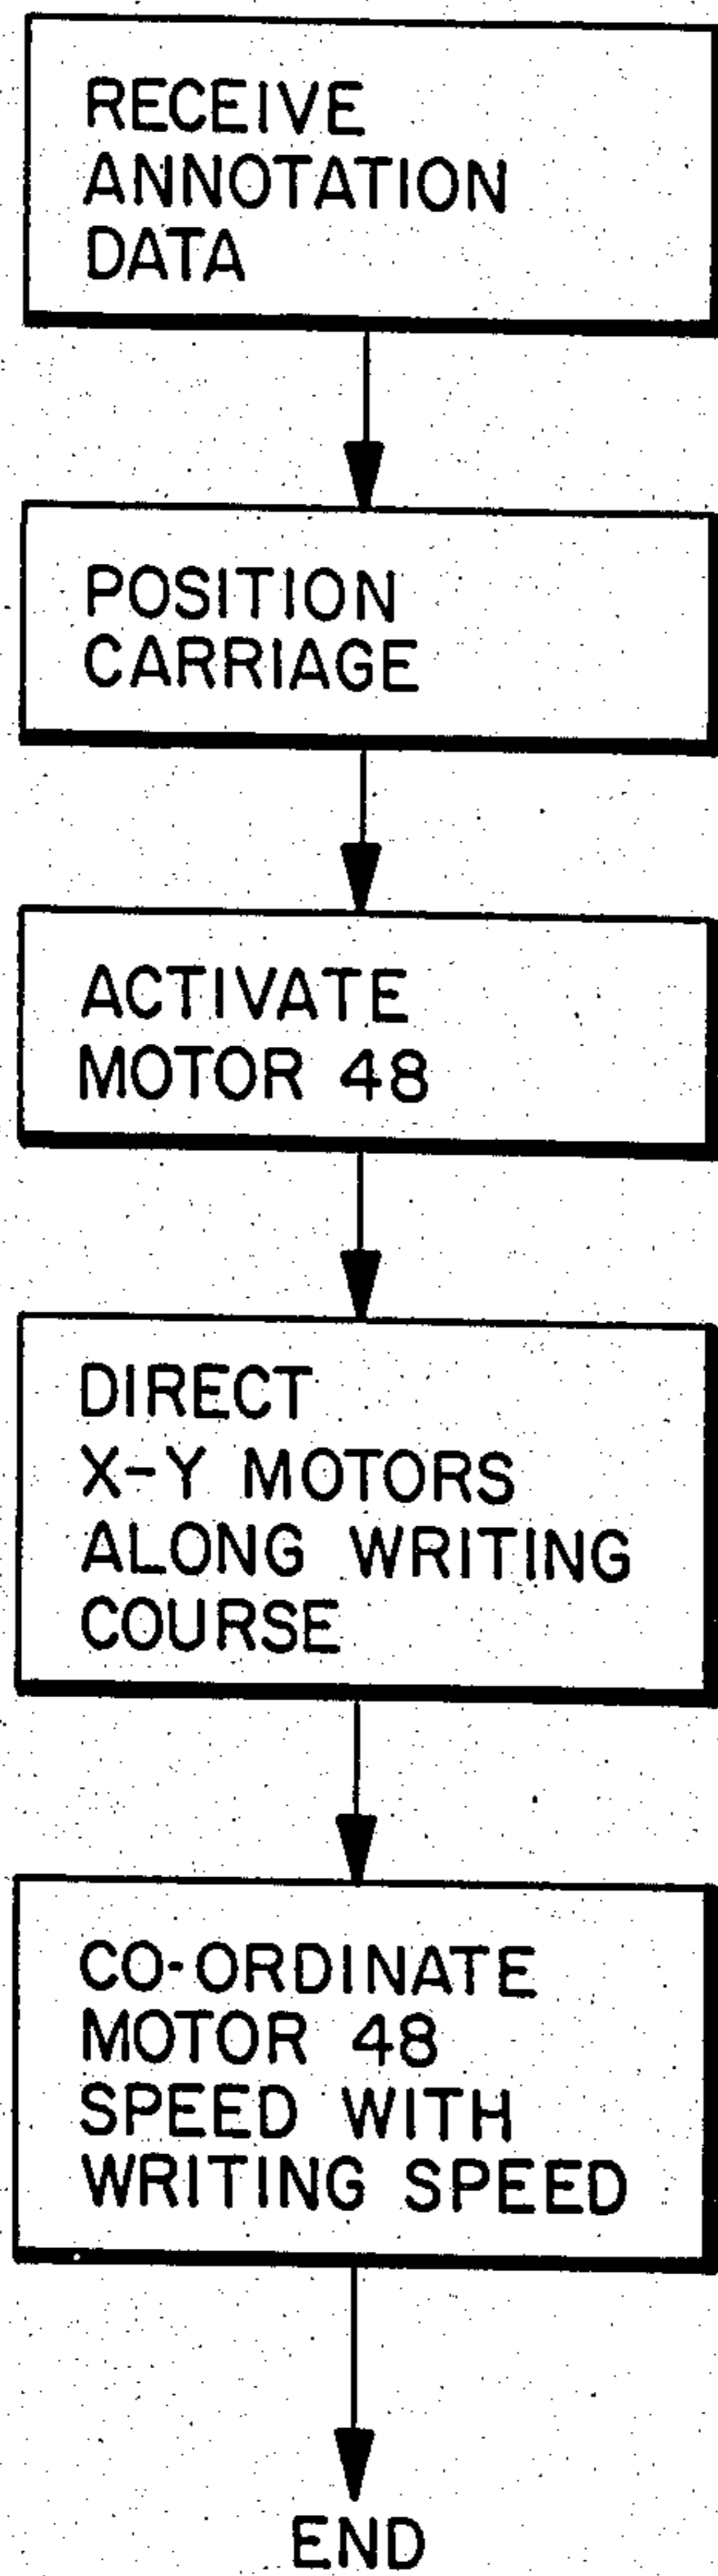 RECEIVE
ANNOTATION
DATA
POSITION
CARRIAGE
ACTIVATE
MOTOR 48
DIRECT
X-Y MOTORS
ALONG WRITING
COURSE
CO-ORDINATE
MOTOR 48
SPEED WITH
WRITING SPEED
END